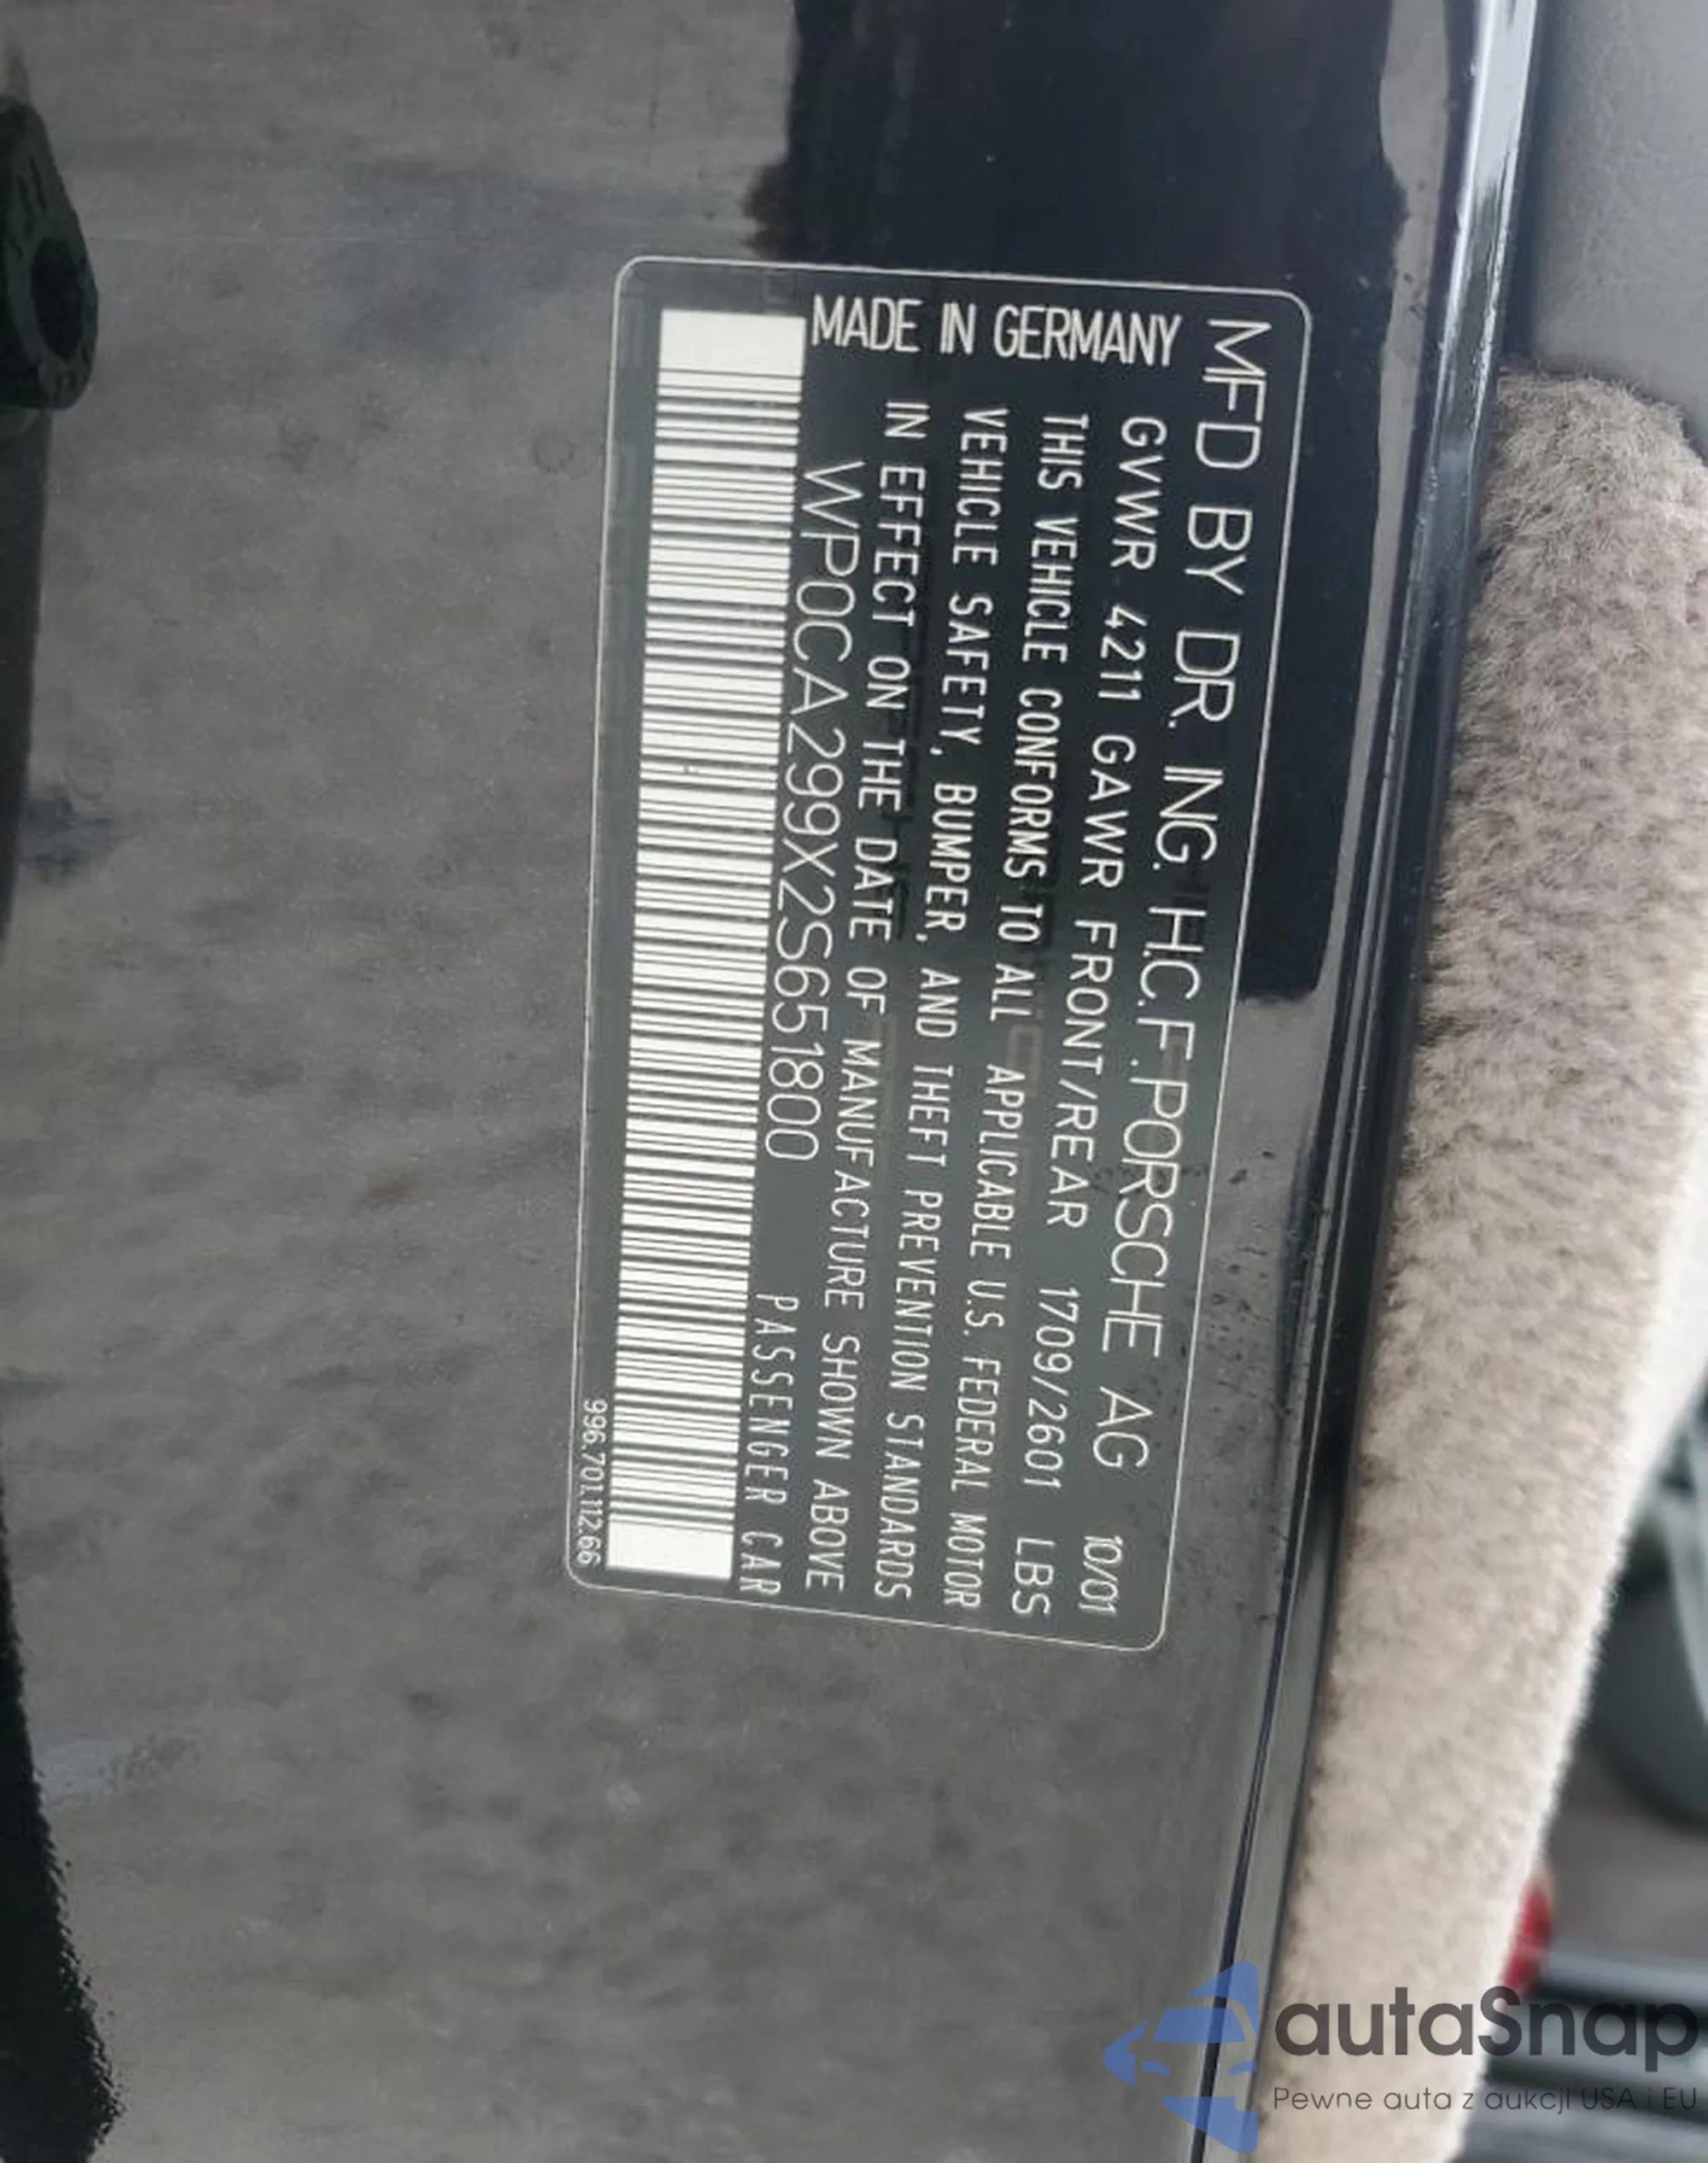 MFD BY DR. ING. H.C. F. PORSCHE AG 10/01
GVWR 4211 GAWR FRONT/REAR 1709/2601 LBS
THIS VEHICLE CONFORMS TO ALL APPLICABLE U.S. FEDERAL MOTOR
VEHICLE SAFETY, BUMPER, AND THEFT PREVENTION STANDARDS
IN EFFECT ON THE DATE OF MANUFACTURE SHOWN ABOVE
WP0CA299X2S651800 PASSENGER CAR
MADE IN GERMANY
996.701.112.66
autaSnap
Pewne auta z aukcji USA i EU